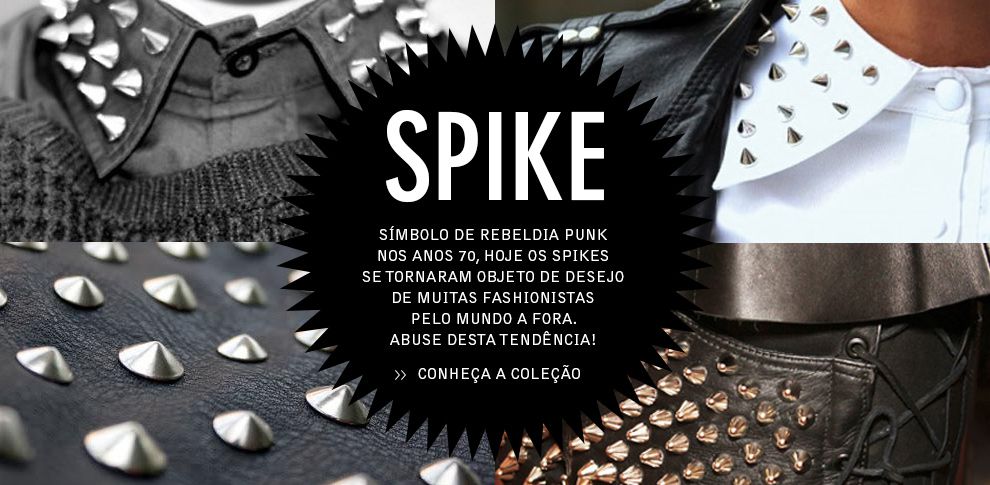 SPIKE
SÍMBOLO DE REBELDIA PUNK
NOS ANOS 70, HOJE OS SPIKES
SE TORNARAM OBJETO DE DESEJO
DE MUITAS FASHIONISTAS
PELO MUNDO A FORA.
ABUSE DESTA TENDÊNCIA!
>> CONHEÇA A COLEÇÃO